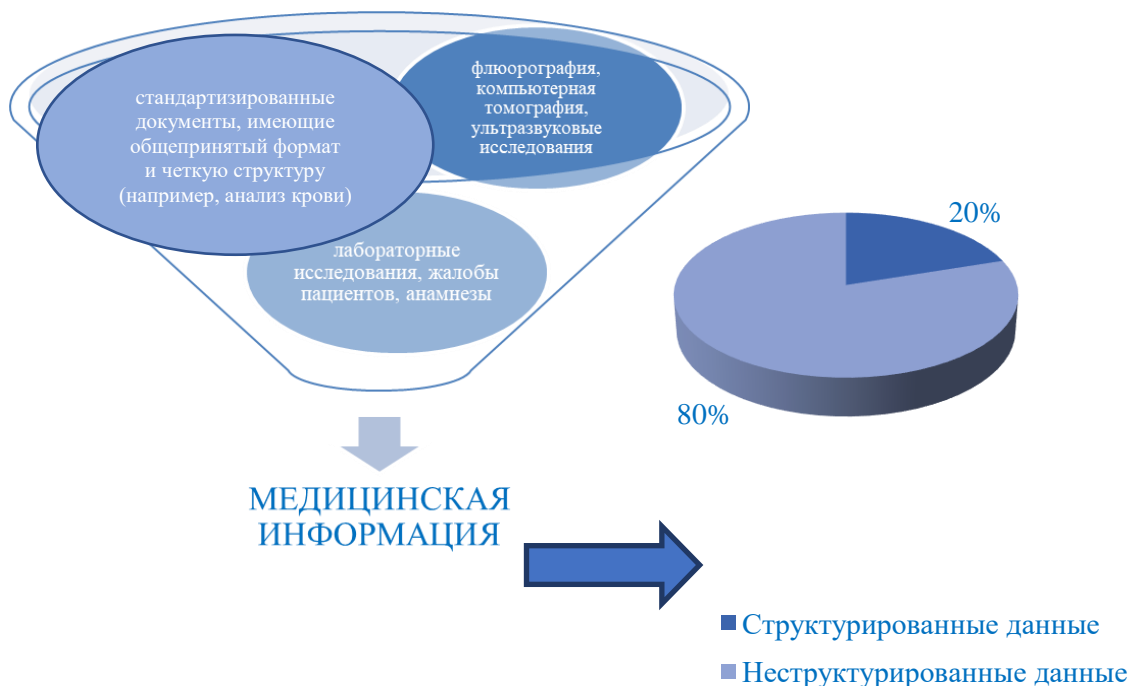 стандартизированные
документы, имеющие
общепринятый формат
и четкую структуру
(например, анализ крови)
флюорография,
компьютерная
томография,
ультразвуковые
исследования
лабораторные
исследования, жалобы
пациентов, анамнезы
МЕДИЦИНСКАЯ
ИНФОРМАЦИЯ
20%
80%
Структурированные данные
Неструктурированные данные